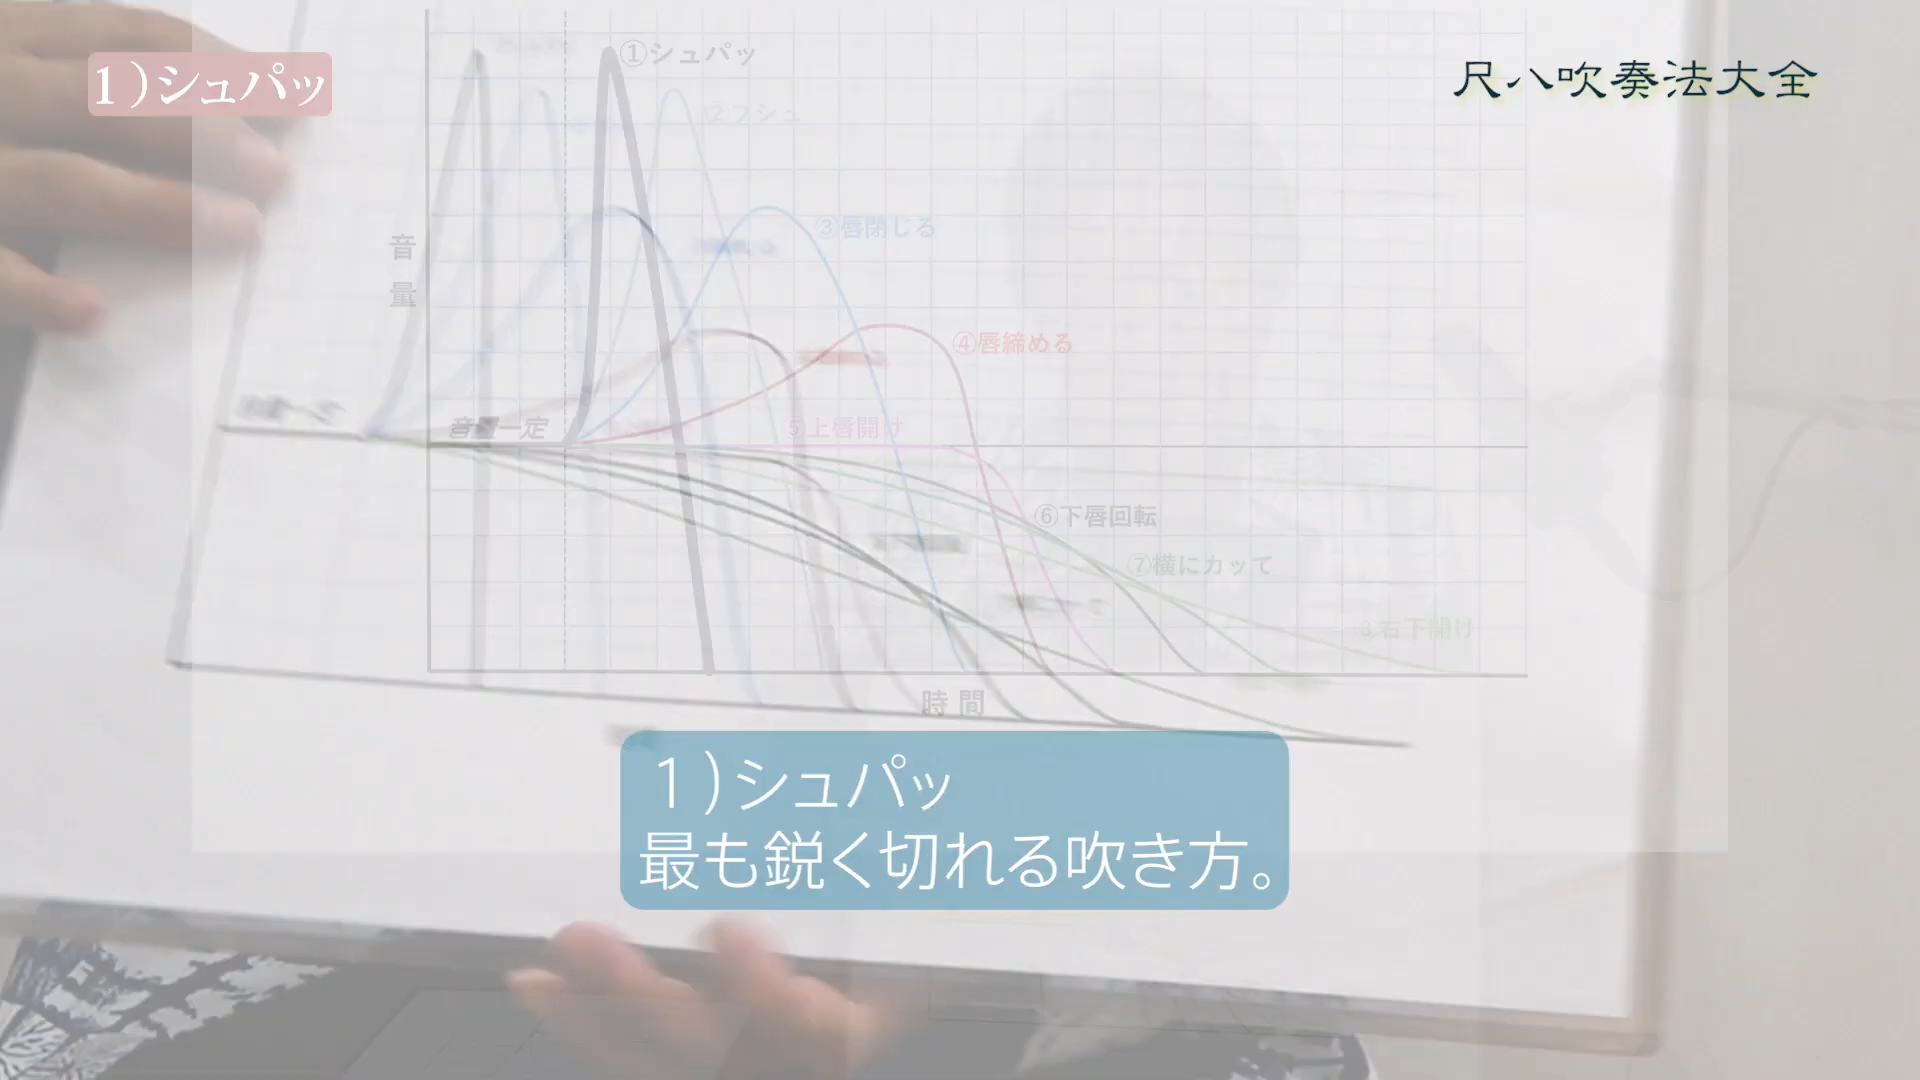 1)シュパッ
尺八吹奏法大全
①シュパッ
②フシュ
③唇閉じる
④唇締める
⑤上唇開け
⑥下唇回転
⑦横にカッて
⑧右下開け
音量
音量一定
時間
1)シュパッ
最も鋭く切れる吹き方。